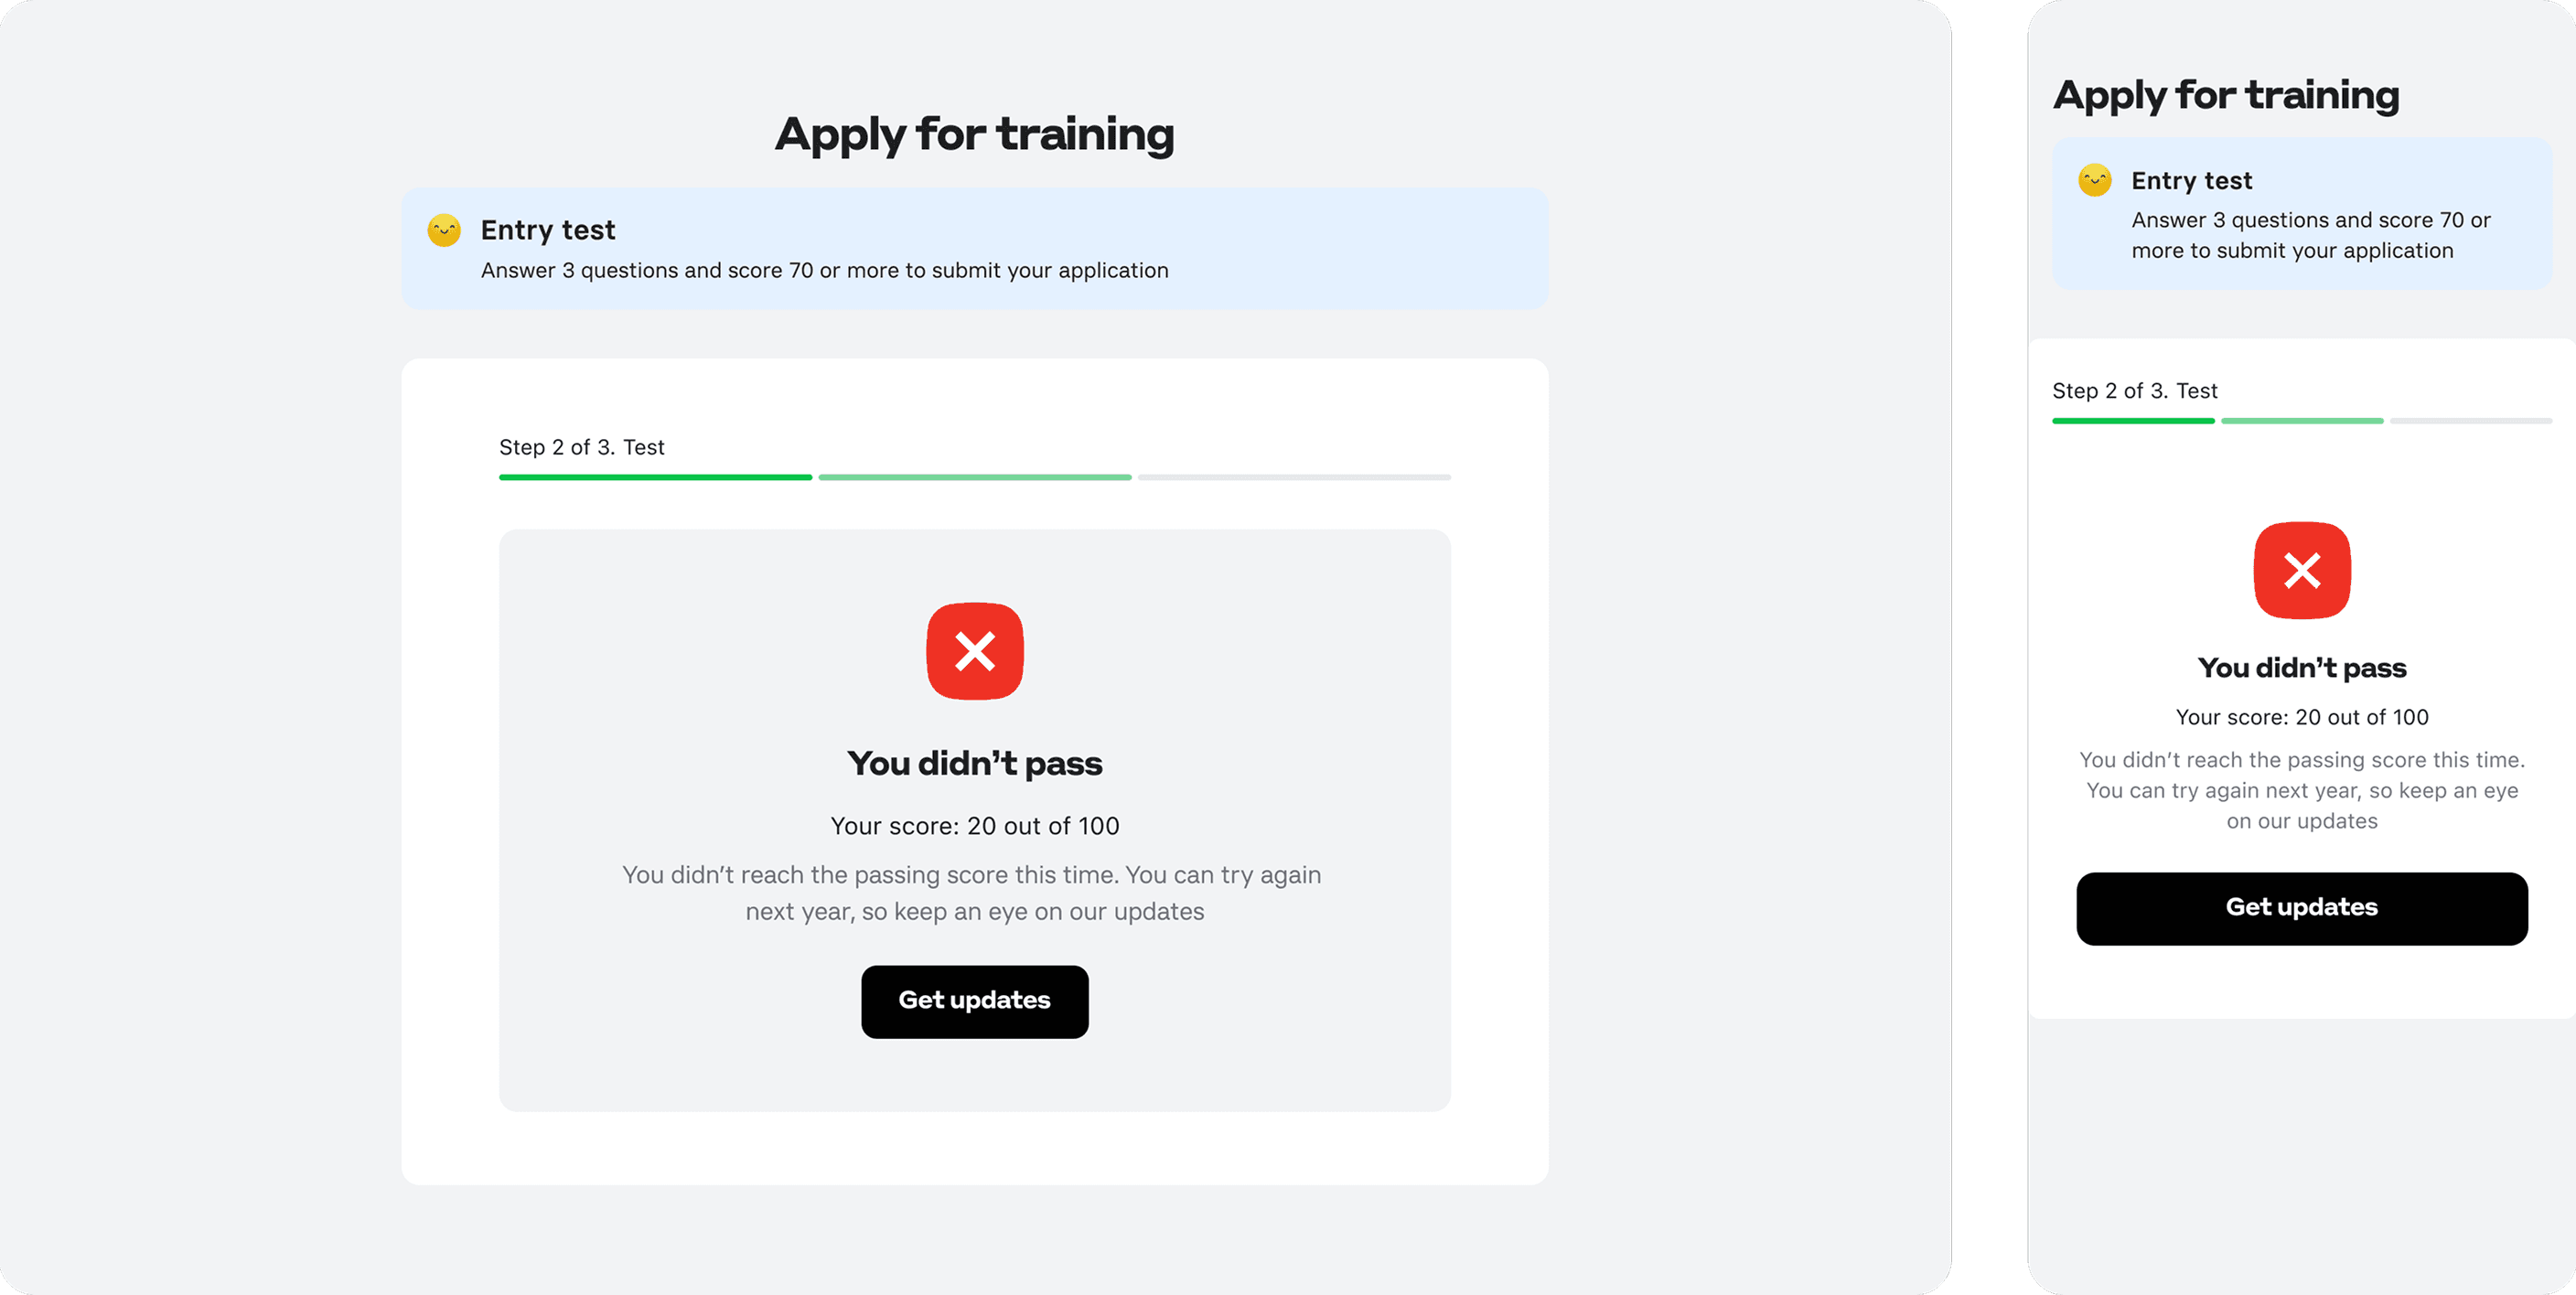 Apply for training
Entry test
Answer 3 questions and score 70 or more to submit your application
Step 2 of 3. Test
You didn’t pass
Your score: 20 out of 100
You didn’t reach the passing score this time. You can try again
next year, so keep an eye on our updates
Get updates
Apply for training
Entry test
Answer 3 questions and score 70 or
more to submit your application
Step 2 of 3. Test
You didn’t pass
Your score: 20 out of 100
You didn’t reach the passing score this time.
You can try again next year, so keep an eye
on our updates
Get updates